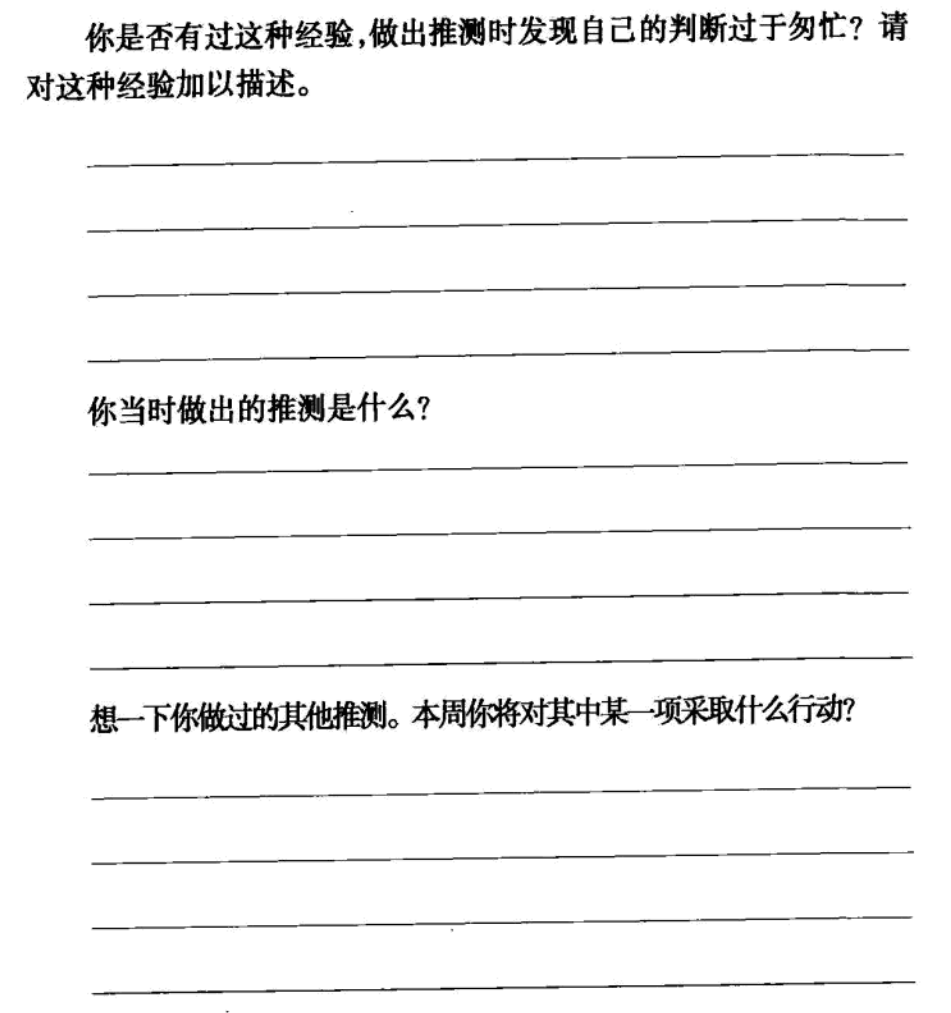 你是否有过这种经验,做出推测时发现自己的判断过于匆忙？请
对这种经验加以描述。
你当时做出的推测是什么?
想一下你做过的其他推测。本周你将对其中某一项采取什么行动?